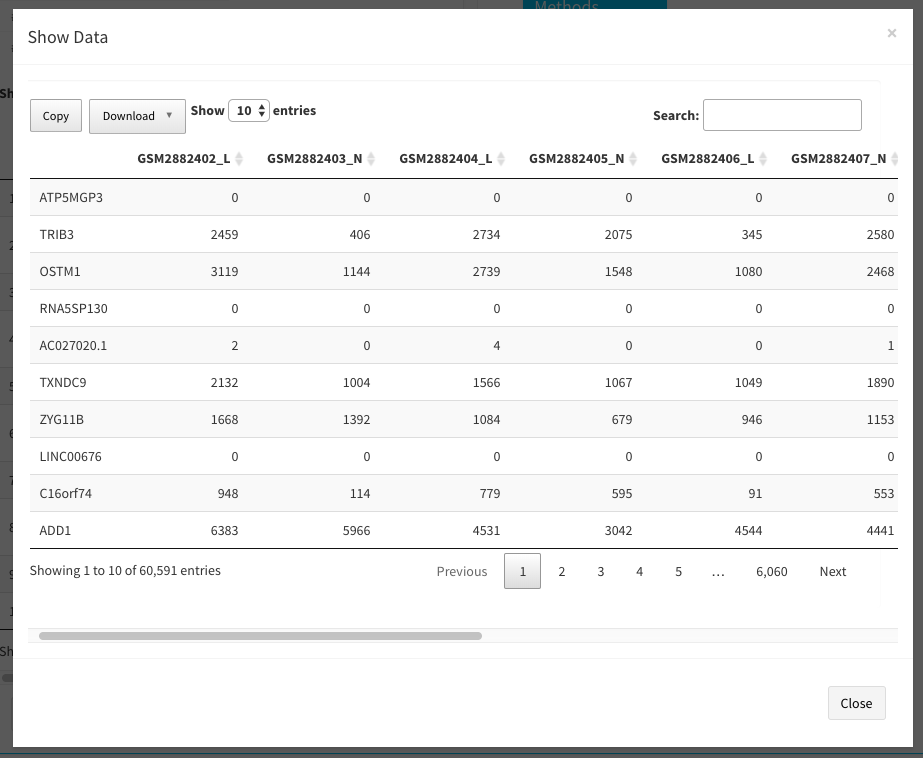 Methods
Show Data ×
Copy Download ▼ Show 10 entries Search:
GSM2882402_L GSM2882403_N GSM2882404_L GSM2882405_N GSM2882406_L GSM2882407_N
ATP5MGP3 0 0 0 0 0 0
TRIB3 2459 406 2734 2075 345 2580
OSTM1 3119 1144 2739 1548 1080 2468
RNA5SP130 0 0 0 0 0 0
AC027020.1 2 0 4 0 0 1
TXNDC9 2132 1004 1566 1067 1049 1890
ZYG11B 1668 1392 1084 679 946 1153
LINC00676 0 0 0 0 0 0
C16orf74 948 114 779 595 91 553
ADD1 6383 5966 4531 3042 4544 4441
Showing 1 to 10 of 60,591 entries Previous 1 2 3 4 5 … 6,060 Next
Close